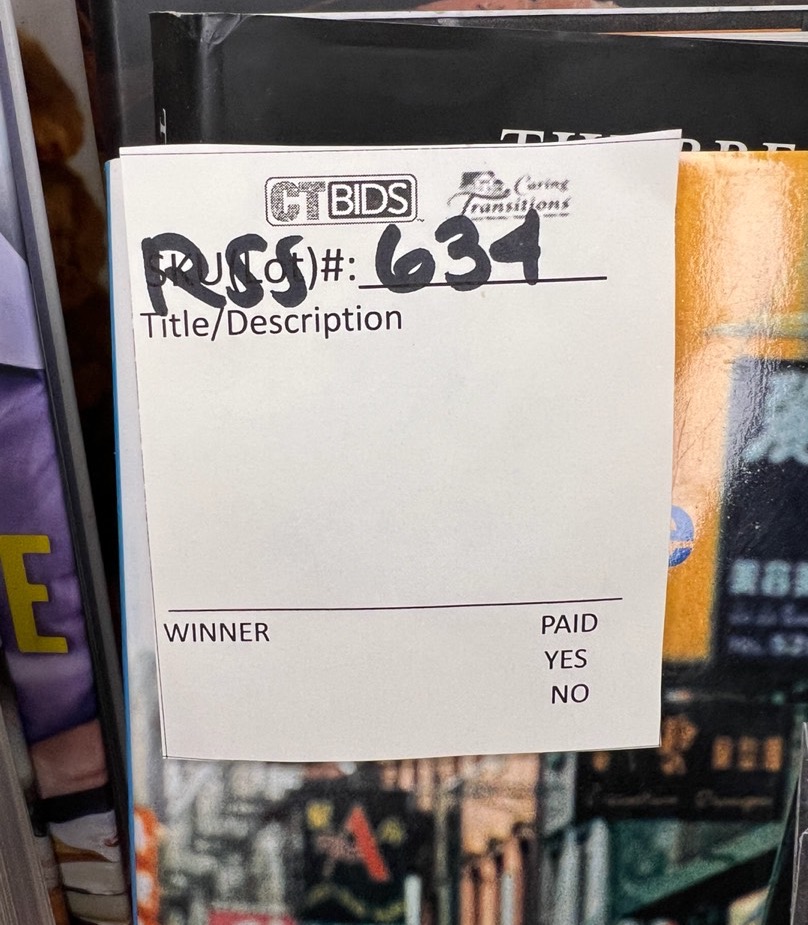 CTBIDS
Caring
Transitions
RSS
SKU(Lot)#: 634
Title/Description
WINNER
PAID
YES
NO
E
e